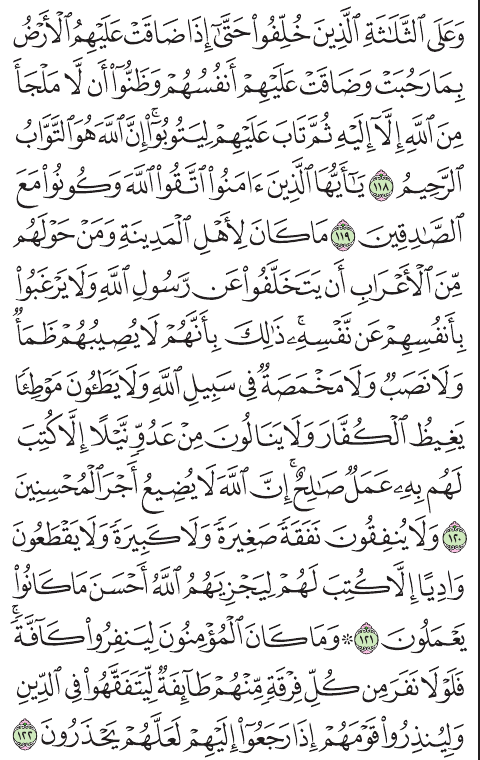 وَعَلَى ٱلثَّلَٰثَةِ ٱلَّذِينَ خُلِّفُواْ حَتَّىٰٓ إِذَا ضَاقَتۡ عَلَيۡهِمُ ٱلۡأَرۡضُ
بِمَا رَحُبَتۡ وَضَاقَتۡ عَلَيۡهِمۡ أَنفُسُهُمۡ وَظَنُّوٓاْ أَن لَّا مَلۡجَأَ
مِنَ ٱللَّهِ إِلَّآ إِلَيۡهِ ثُمَّ تَابَ عَلَيۡهِمۡ لِيَتُوبُوٓاْۚ إِنَّ ٱللَّهَ هُوَ ٱلتَّوَّابُ
ٱلرَّحِيمُ ١١٨ يَٰٓأَيُّهَا ٱلَّذِينَ ءَامَنُواْ ٱتَّقُواْ ٱللَّهَ وَكُونُواْ مَعَ
ٱلصَّٰدِقِينَ ١١٩ مَا كَانَ لِأَهۡلِ ٱلۡمَدِينَةِ وَمَنۡ حَوۡلَهُم
مِّنَ ٱلۡأَعۡرَابِ أَن يَتَخَلَّفُواْ عَن رَّسُولِ ٱللَّهِ وَلَا يَرۡغَبُواْ
بِأَنفُسِهِمۡ عَن نَّفۡسِهِۦۚ ذَٰلِكَ بِأَنَّهُمۡ لَا يُصِيبُهُمۡ ظَمَأٞ
وَلَا نَصَبٞ وَلَا مَخۡمَصَةٞ فِي سَبِيلِ ٱللَّهِ وَلَا يَطَـُٔونَ مَوۡطِئٗا
يَغِيظُ ٱلۡكُفَّارَ وَلَا يَنَالُونَ مِنۡ عَدُوّٖ نَّيۡلًا إِلَّا كُتِبَ
لَهُم بِهِۦ عَمَلٞ صَٰلِحٌۚ إِنَّ ٱللَّهَ لَا يُضِيعُ أَجۡرَ ٱلۡمُحۡسِنِينَ
١٢٠ وَلَا يُنفِقُونَ نَفَقَةٗ صَغِيرَةٗ وَلَا كَبِيرَةٗ وَلَا يَقۡطَعُونَ
وَادِيًا إِلَّا كُتِبَ لَهُمۡ لِيَجۡزِيَهُمُ ٱللَّهُ أَحۡسَنَ مَا كَانُواْ
يَعۡمَلُونَ ١٢١ ۞ وَمَا كَانَ ٱلۡمُؤۡمِنُونَ لِيَنفِرُواْ كَآفَّةٗۚ
فَلَوۡلَا نَفَرَ مِن كُلِّ فِرۡقَةٖ مِّنۡهُمۡ طَآئِفَةٞ لِّيَتَفَقَّهُواْ فِي ٱلدِّينِ
وَلِيُنذِرُواْ قَوۡمَهُمۡ إِذَا رَجَعُوٓاْ إِلَيۡهِمۡ لَعَلَّهُمۡ يَحۡذَرُونَ ١٢٢